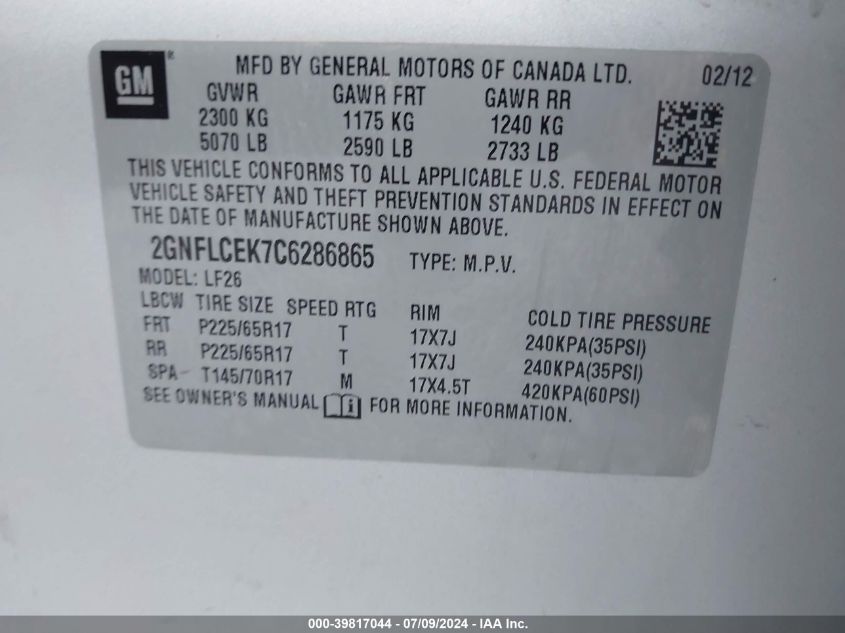 GM ®
MFD BY GENERAL MOTORS OF CANADA LTD. 02/12
GVWR GAWR FRT GAWR RR
2300 KG 1175 KG 1240 KG
5070 LB 2590 LB 2733 LB
THIS VEHICLE CONFORMS TO ALL APPLICABLE U.S. FEDERAL MOTOR
VEHICLE SAFETY AND THEFT PREVENTION STANDARDS IN EFFECT ON
THE DATE OF MANUFACTURE SHOWN ABOVE.
2GNFLCEK7C6286865 TYPE: M.P.V.
MODEL: LF26
LBCW TIRE SIZE SPEED RTG RIM COLD TIRE PRESSURE
FRT P225/65R17 T 17X7J 240KPA(35PSI)
RR P225/65R17 T 17X7J 240KPA(35PSI)
SPA T145/70R17 M 17X4.5T 420KPA(60PSI)
SEE OWNER'S MANUAL i FOR MORE INFORMATION.
000-39817044 - 07/09/2024 - IAA Inc.